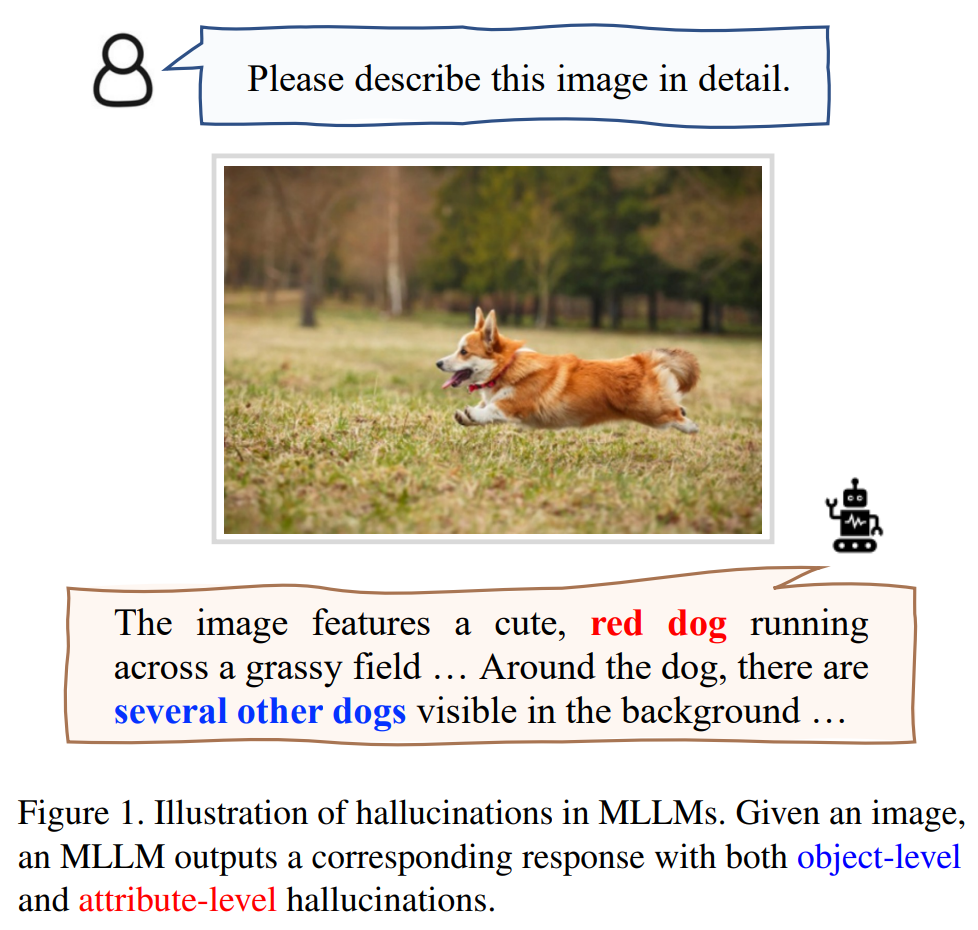 Please describe this image in detail.
The image features a cute, red dog running
across a grassy field … Around the dog, there are
several other dogs visible in the background …
Figure 1. Illustration of hallucinations in MLLMs. Given an image,
an MLLM outputs a corresponding response with both object-level
and attribute-level hallucinations.